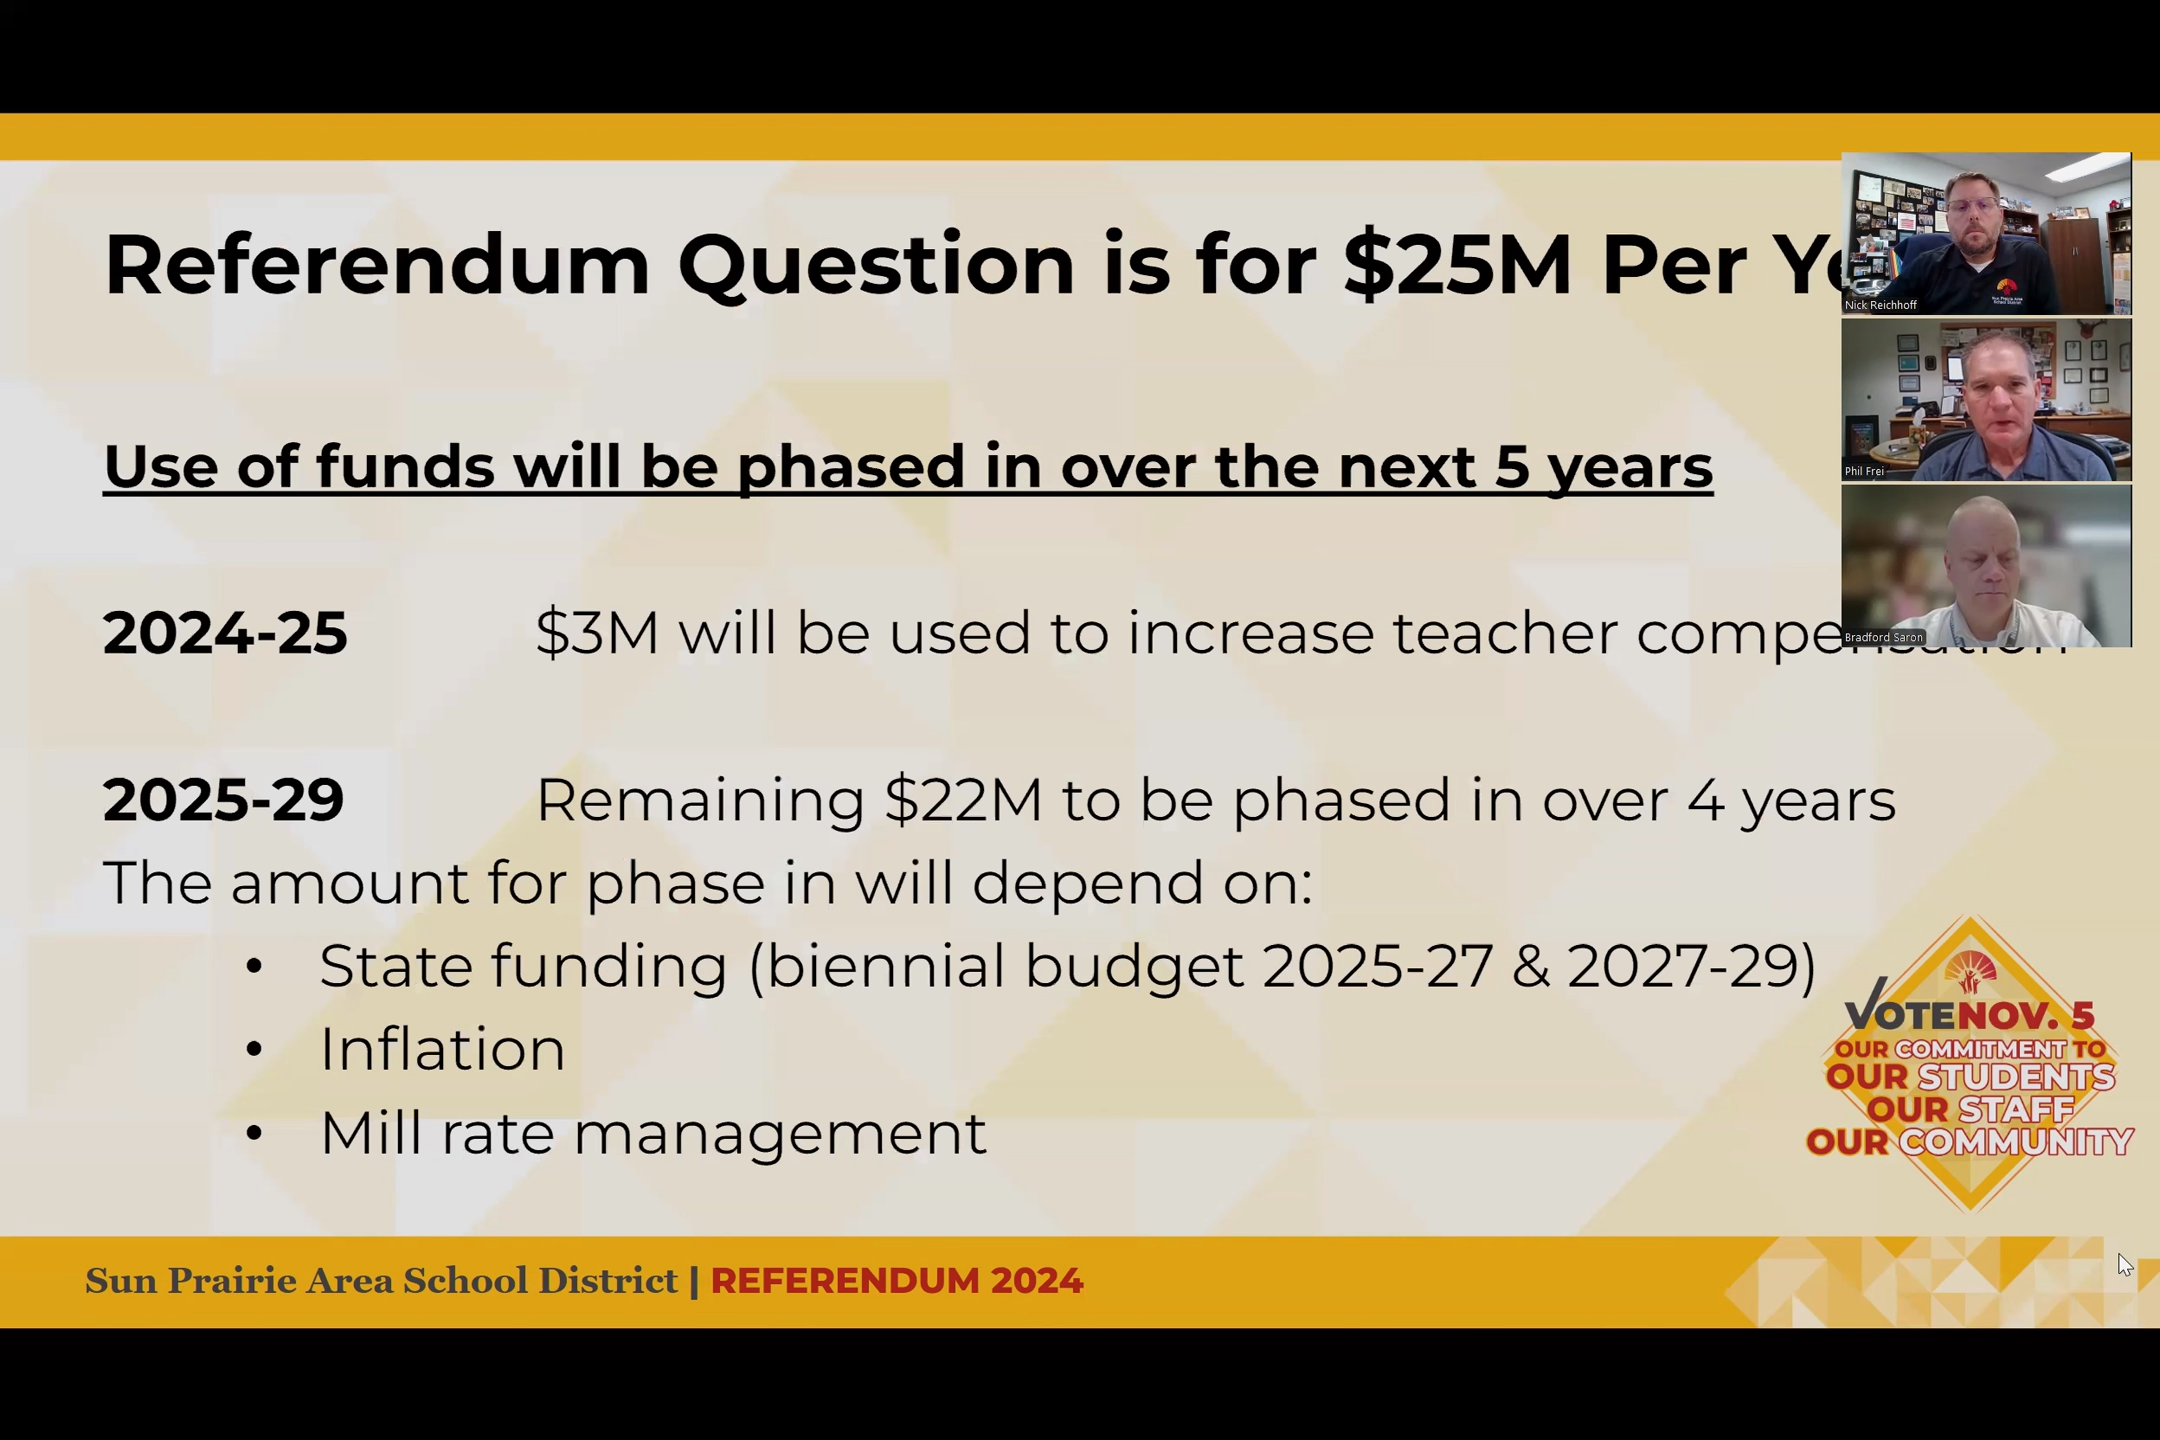 Referendum Question is for $25M Per
Nick Reichhoff
Use of funds will be phased in over the next 5 years
Phil Frei
2024-25 $3M will be used to increase teacher
Bradford Saron
2025-29 Remaining $22M to be phased in over 4 years
The amount for phase in will depend on:
• State funding (biennial budget 2025-27 & 2027-29)
• Inflation
• Mill rate management
VOTE NOV. 5
OUR COMMITMENT TO
OUR STUDENTS
OUR STAFF
OUR COMMUNITY
Sun Prairie Area School District | REFERENDUM 2024